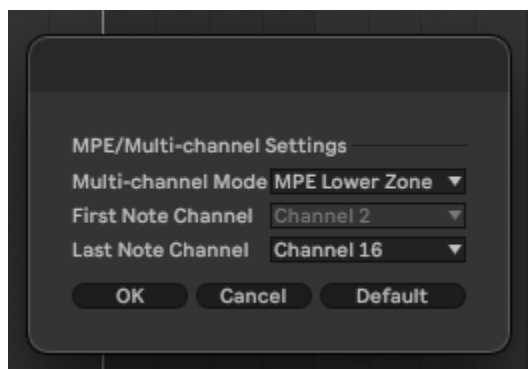 MPE/Multi-channel Settings
Multi-channel Mode MPE Lower Zone
First Note Channel Channel 2
Last Note Channel Channel 16
OK Cancel Default